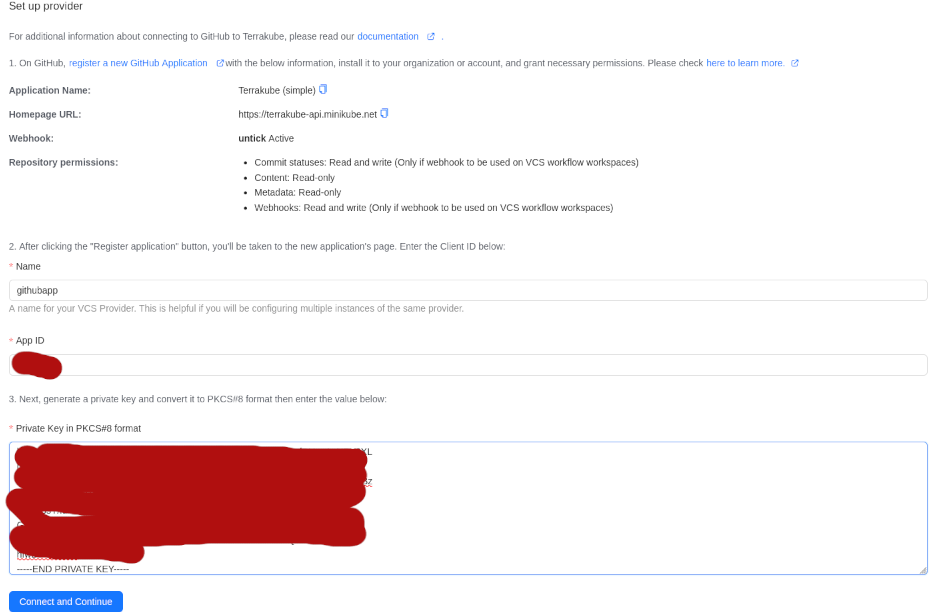 Set up provider
For additional information about connecting to GitHub to Terrakube, please read our documentation .
1. On GitHub, register a new GitHub Application with the below information, install it to your organization or account, and grant necessary permissions. Please check here to learn more.
Application Name: Terrakube (simple)
Homepage URL: https://terrakube-api.minikube.net
Webhook: untick Active
Repository permissions:
• Commit statuses: Read and write (Only if webhook to be used on VCS workflow workspaces)
• Content: Read-only
• Metadata: Read-only
• Webhooks: Read and write (Only if webhook to be used on VCS workflow workspaces)
2. After clicking the "Register application" button, you'll be taken to the new application's page. Enter the Client ID below:
* Name
githubapp
A name for your VCS Provider. This is helpful if you will be configuring multiple instances of the same provider.
* App ID
3. Next, generate a private key and convert it to PKCS#8 format then enter the value below:
* Private Key in PKCS#8 format
-----END PRIVATE KEY-----
Connect and Continue